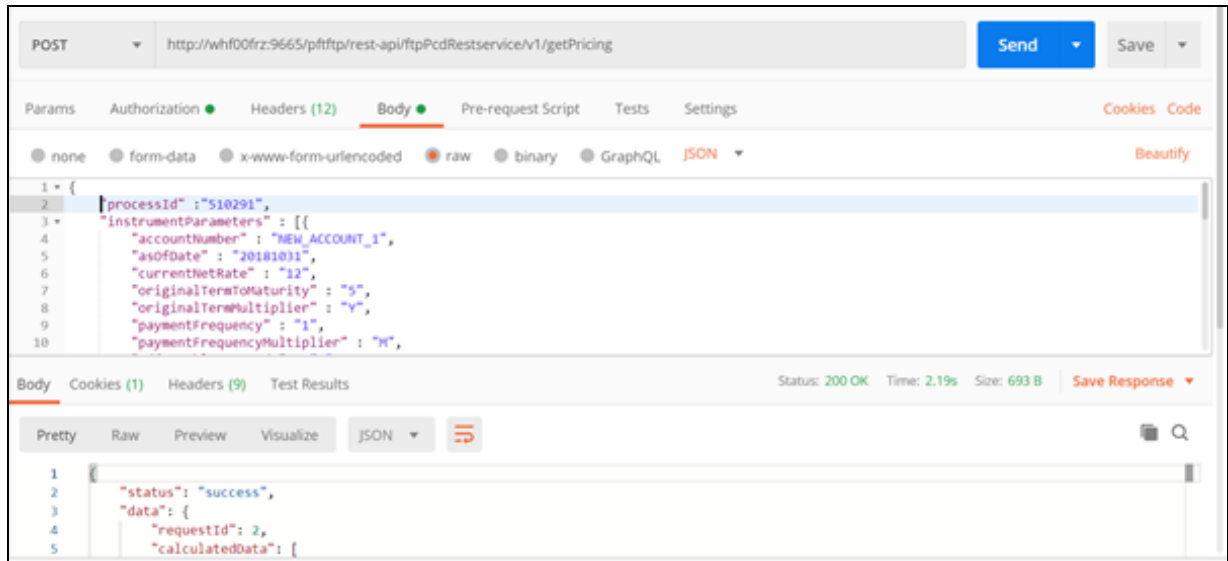 POST http://whf00frz:9665/pftftp/rest-api/ftpPcdRestservice/v1/getPricing Send Save
Params Authorization Headers (12) Body Pre-request Script Tests Settings Cookies Code
none form-data x-www-form-urlencoded raw binary GraphQL JSON Beautify
1 {
2 "processId" :"510291",
3 "instrumentParameters" : [{
4 "accountNumber" : "NEW_ACCOUNT_1",
5 "asOfDate" : "20181031",
6 "currentNetRate" : "12",
7 "originalTermToMaturity" : "5",
8 "originalTermMultiplier" : "Y",
9 "paymentFrequency" : "1",
10 "paymentFrequencyMultiplier" : "M",
Body Cookies (1) Headers (9) Test Results Status: 200 OK Time: 2.19s Size: 693 B Save Response
Pretty Raw Preview Visualize JSON
1 {
2 "status": "success",
3 "data": {
4 "requestId": 2,
5 "calculatedData": [